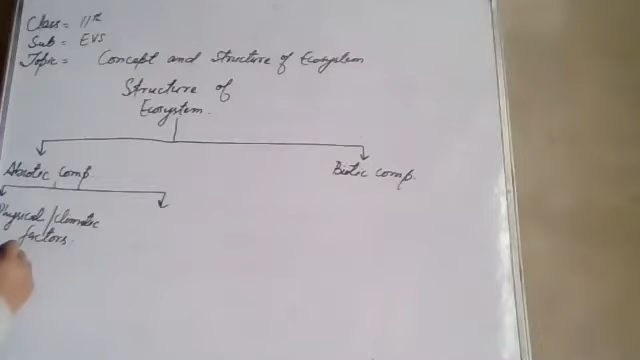 Class = 11th
Sub = EVS
Topic = Concept and Structure of Ecosystem
Structure of
Ecosystem.
Abiotic comp. Biotic comp.
Physical/climatic
factors.